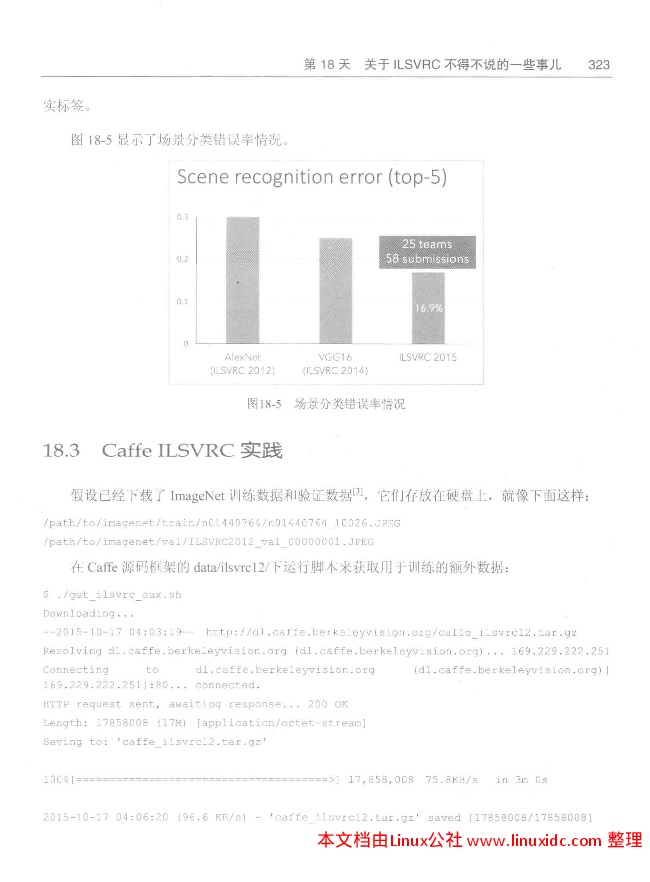 第 18 天 关于 ILSVRC 不得不说的一些事儿 323
实标签。
图 18-5 显示了场景分类错误率情况。
Scene recognition error (top-5)
0.3
0.2
0.1
0
25 teams
58 submissions
16.9%
AlexNet VGG16 ILSVRC 2015
(ILSVRC 2012) (ILSVRC 2014)
图18-5 场景分类错误率情况
18.3 Caffe ILSVRC 实践
假设已经下载了 ImageNet 训练数据和验证数据[3]，它们存放在硬盘上，就像下面这样：
/path/to/imagenet/train/n01440764/n01440764_10026.JPEG
/path/to/imagenet/val/ILSVRC2012_val_00000001.JPEG
在 Caffe 源码框架的 data/ilsvrc12/下运行脚本来获取用于训练的额外数据：
$ ./get_ilsvrc_aux.sh
Downloading...
--2015-10-17 04:03:19-- http://dl.caffe.berkeleyvision.org/caffe_ilsvrc12.tar.gz
Resolving dl.caffe.berkeleyvision.org (dl.caffe.berkeleyvision.org)... 169.229.222.251
Connecting to dl.caffe.berkeleyvision.org (dl.caffe.berkeleyvision.org)|
169.229.222.251|:80... connected.
HTTP request sent, awaiting response... 200 OK
Length: 17858008 (17M) [application/octet-stream]
Saving to: 'caffe_ilsvrc12.tar.gz'
100%[======================================>] 17,858,008 75.8KB/s in 3m 0s
2015-10-17 04:06:20 (96.6 KB/s) - 'caffe_ilsvrc12.tar.gz' saved [17858008/17858008]
本文档由Linux公社 www.linuxidc.com 整理